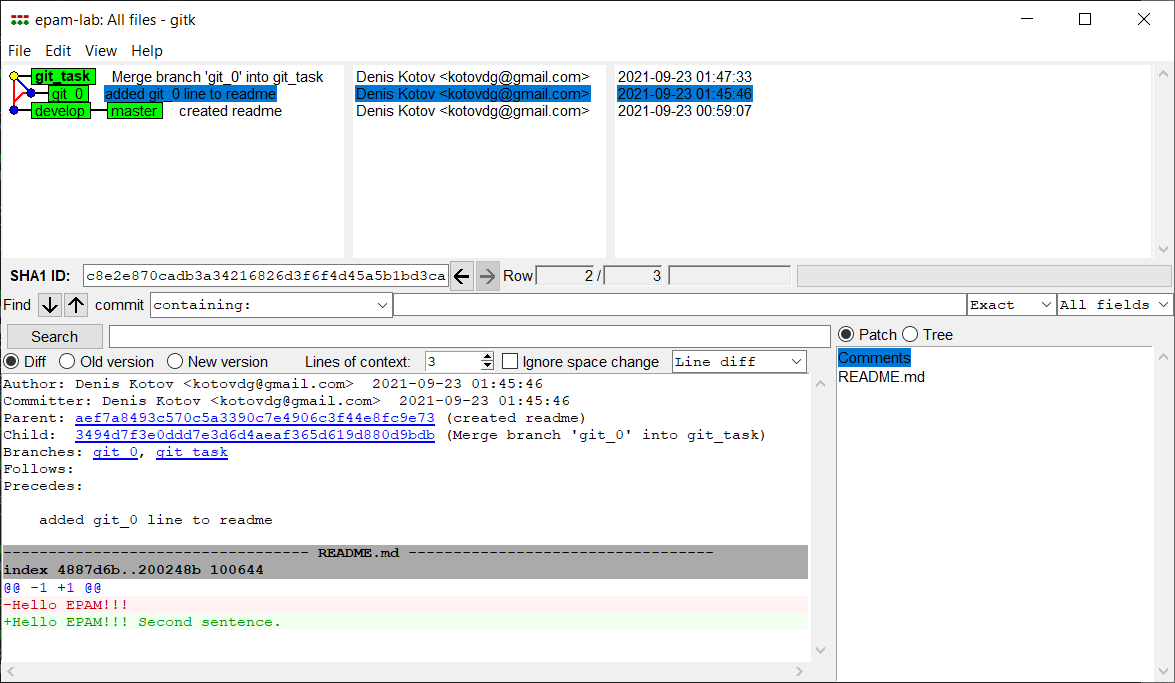 epam-lab: All files - gitk
File Edit View Help
git_task Merge branch 'git_0' into git_task Denis Kotov <kotovdg@gmail.com> 2021-09-23 01:47:33
git_0 added git_0 line to readme Denis Kotov <kotovdg@gmail.com> 2021-09-23 01:45:46
develop master created readme Denis Kotov <kotovdg@gmail.com> 2021-09-23 00:59:07
SHA1 ID: c8e2e870cadb3a34216826d3f6f4d45a5b1bd3ca Row 2 / 3
Find commit containing: Exact All fields
Search
Patch Tree
Diff Old version New version Lines of context: 3 Ignore space change Line diff
Comments
README.md
Author: Denis Kotov <kotovdg@gmail.com> 2021-09-23 01:45:46
Committer: Denis Kotov <kotovdg@gmail.com> 2021-09-23 01:45:46
Parent: aef7a8493c570c5a3390c7e4906c3f44e8fc9e73 (created readme)
Child: 3494d7f3e0ddd7e3d6d4aeaf365d619d880d9bdb (Merge branch 'git_0' into git_task)
Branches: git_0, git_task
Follows:
Precedes:
added git_0 line to readme
---------------------------------- README.md ----------------------------------
index 4887d6b..200248b 100644
@@ -1 +1 @@
-Hello EPAM!!!
+Hello EPAM!!! Second sentence.